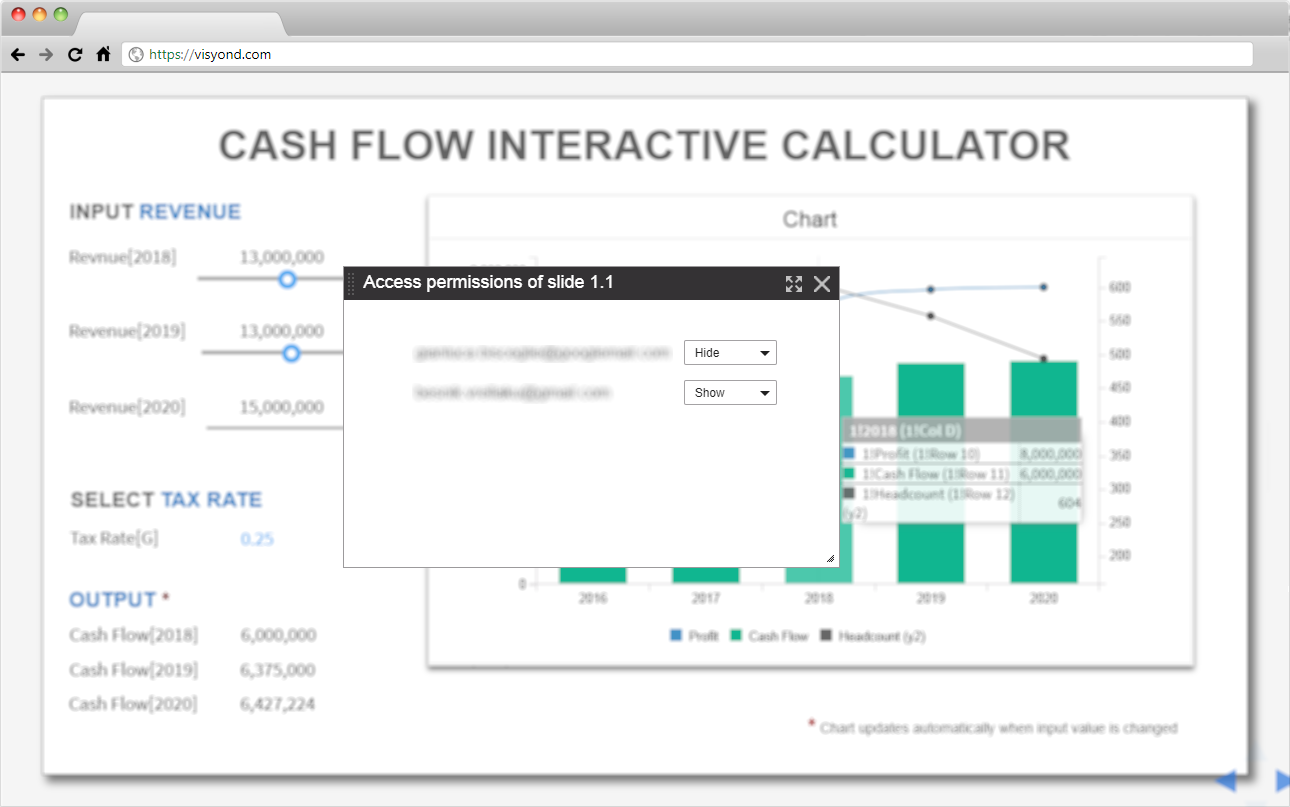 https://visyond.com
CASH FLOW INTERACTIVE CALCULATOR
INPUT REVENUE
Revnue[2018] 13,000,000
Revenue[2019] 13,000,000
Revenue[2020] 15,000,000
SELECT TAX RATE
Tax Rate[G] 0.25
OUTPUT *
Cash Flow[2018] 6,000,000
Cash Flow[2019] 6,375,000
Cash Flow[2020] 6,427,224
Access permissions of slide 1.1
Hide
Show
Chart
600
550
500
450
400
350
300
250
200
1!2018 (1!Col D)
1!Profit (1!Row 10) 8,000,000
1!Cash Flow (1!Row 11) 6,000,000
1!Headcount (1!Row 12) 604
(y2)
0
2016 2017 2018 2019 2020
Profit Cash Flow Headcount (y2)
* Chart updates automatically when input value is changed